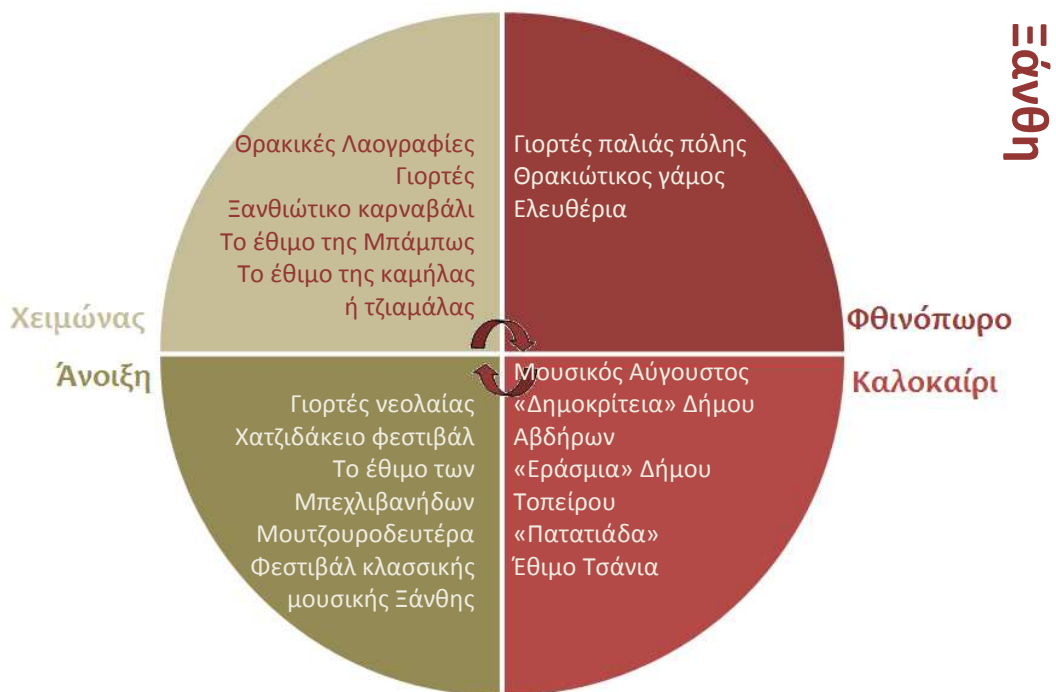 Ξάνθη
Θρακικές Λαογραφίες
Γιορτές
Ξανθιώτικο καρναβάλι
Το έθιμο της Μπάμπως
Το έθιμο της καμήλας
ή τζιαμάλας
Γιορτές παλιάς πόλης
Θρακιώτικος γάμος
Ελευθέρια
Χειμώνας
Φθινόπωρο
Άνοιξη
Καλοκαίρι
Γιορτές νεολαίας
Χατζιδάκειο φεστιβάλ
Το έθιμο των
Μπεχλιβανήδων
Μουτζουροδευτέρα
Φεστιβάλ κλασσικής
μουσικής Ξάνθης
Μουσικός Αύγουστος
«Δημοκρίτεια» Δήμου
Αβδήρων
«Εράσμια» Δήμου
Τοπείρου
«Πατατιάδα»
Έθιμο Τσάνια